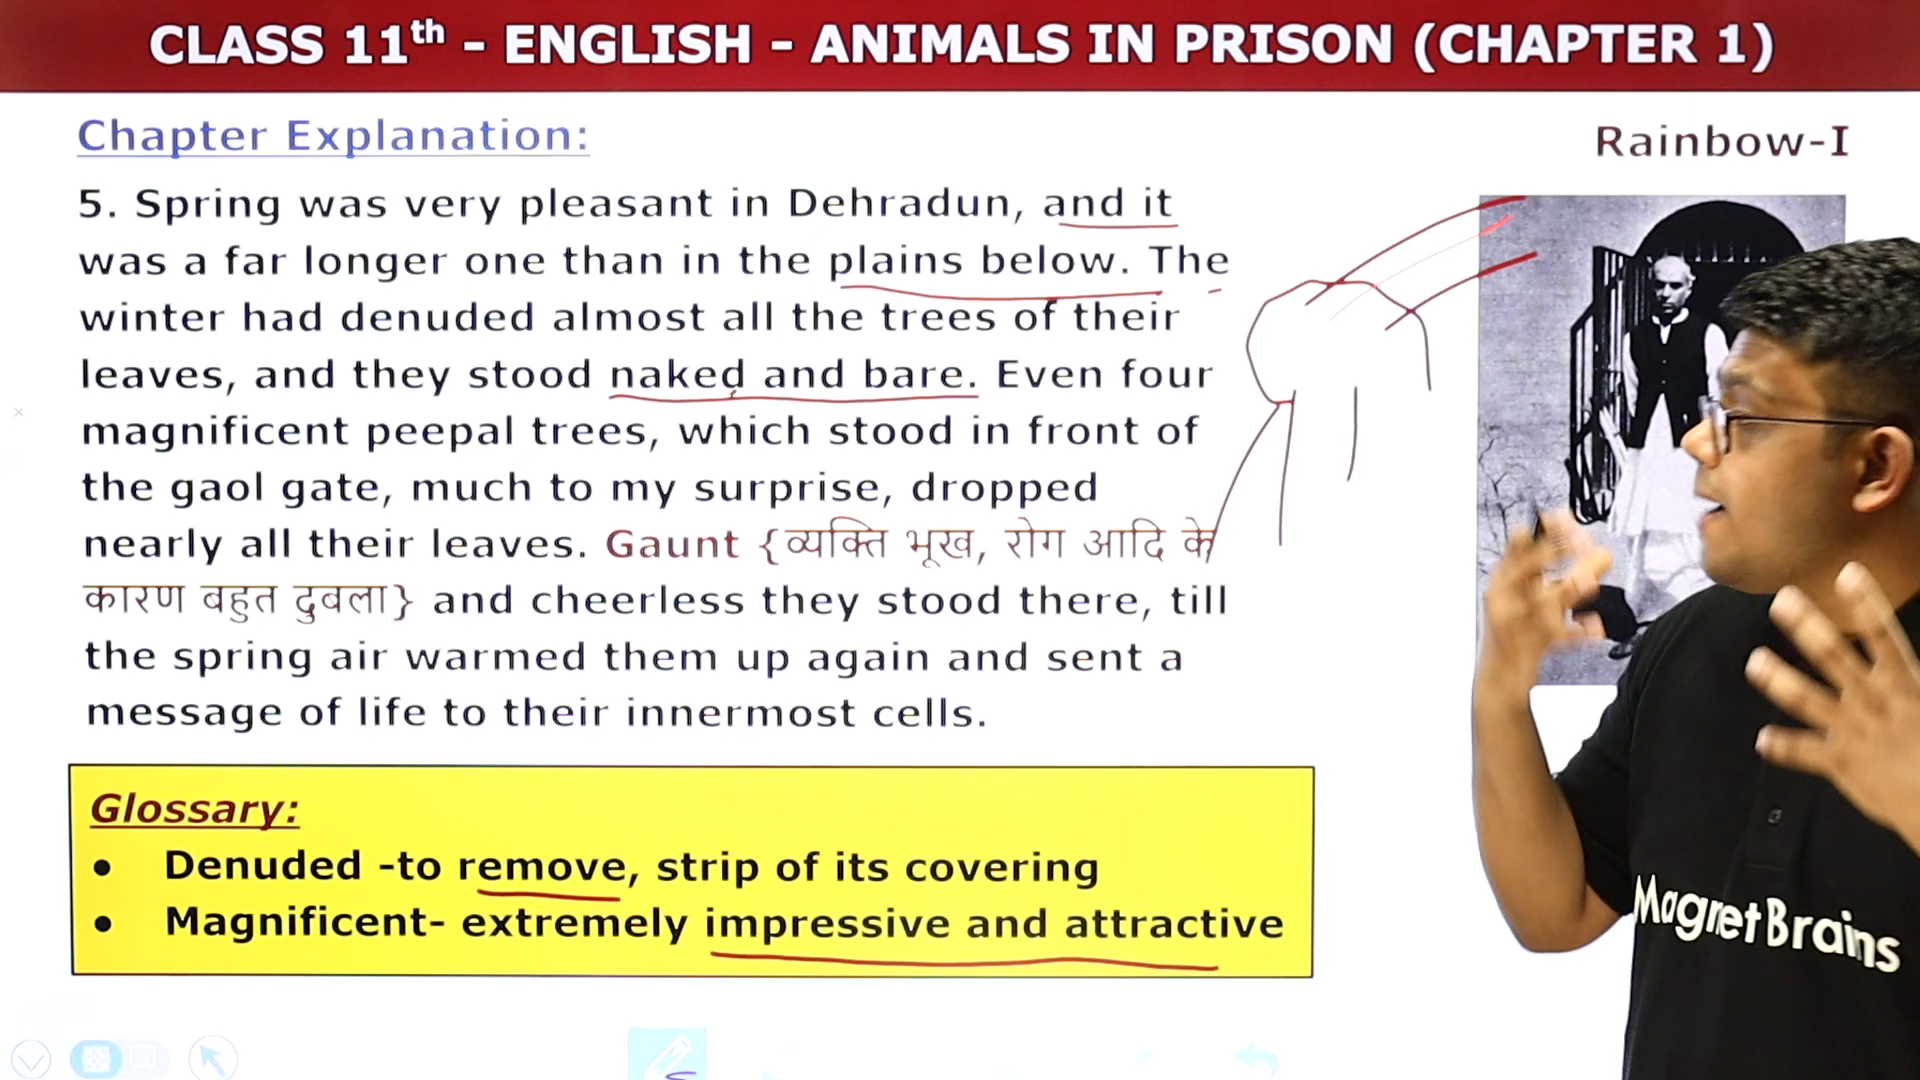 CLASS 11th - ENGLISH - ANIMALS IN PRISON (CHAPTER 1)
Chapter Explanation:
Rainbow-I
5. Spring was very pleasant in Dehradun, and it
was a far longer one than in the plains below. The
winter had denuded almost all the trees of their
leaves, and they stood naked and bare. Even four
magnificent peepal trees, which stood in front of
the gaol gate, much to my surprise, dropped
nearly all their leaves. Gaunt {व्यक्ति भूख, रोग आदि के
कारण बहुत दुबला} and cheerless they stood there, till
the spring air warmed them up again and sent a
message of life to their innermost cells.
Glossary:
• Denuded -to remove, strip of its covering
• Magnificent- extremely impressive and attractive
Magnet Brains